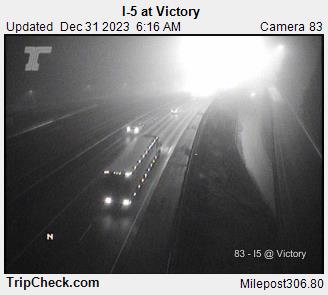 I-5 at Victory
Updated Dec 31 2023 6:16 AM Camera 83
N
83 - I5 @ Victory
TripCheck.com Milepost306.80